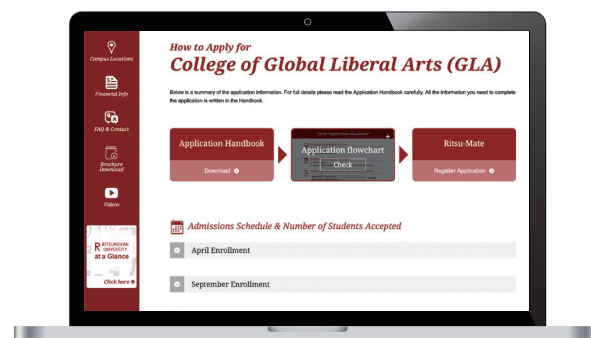 Campus Locations
Financial Info
FAQ & Contact
Brochure
Download
Videos
R RITSUMEIKAN
UNIVERSITY
at a Glance
Click here
How to Apply for
College of Global Liberal Arts (GLA)
Below is a summary of the application information. For full details please read the Application Handbook carefully. All the information you need to complete
the application is written in the Handbook.
Application Handbook
Download
Check "Application Handbook"
Application flowchart
Check
Ritsu-Mate
Register Application
Admissions Schedule & Number of Students Accepted
April Enrollment
September Enrollment